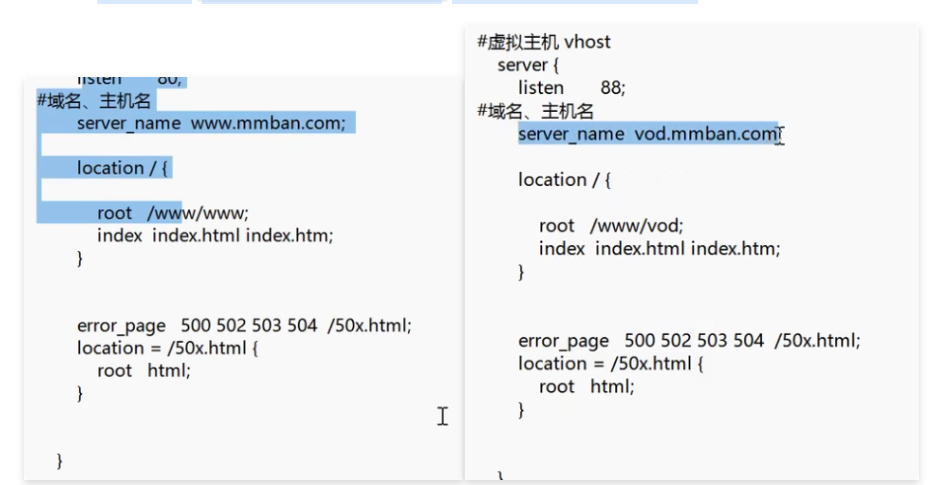 listen 80;
#域名、主机名
server_name www.mmban.com;
location / {
root /www/www;
index index.html index.htm;
}
error_page 500 502 503 504 /50x.html;
location = /50x.html {
root html;
}
}
#虚拟主机 vhost
server {
listen 88;
#域名、主机名
server_name vod.mmban.com
location / {
root /www/vod;
index index.html index.htm;
}
error_page 500 502 503 504 /50x.html;
location = /50x.html {
root html;
}
}